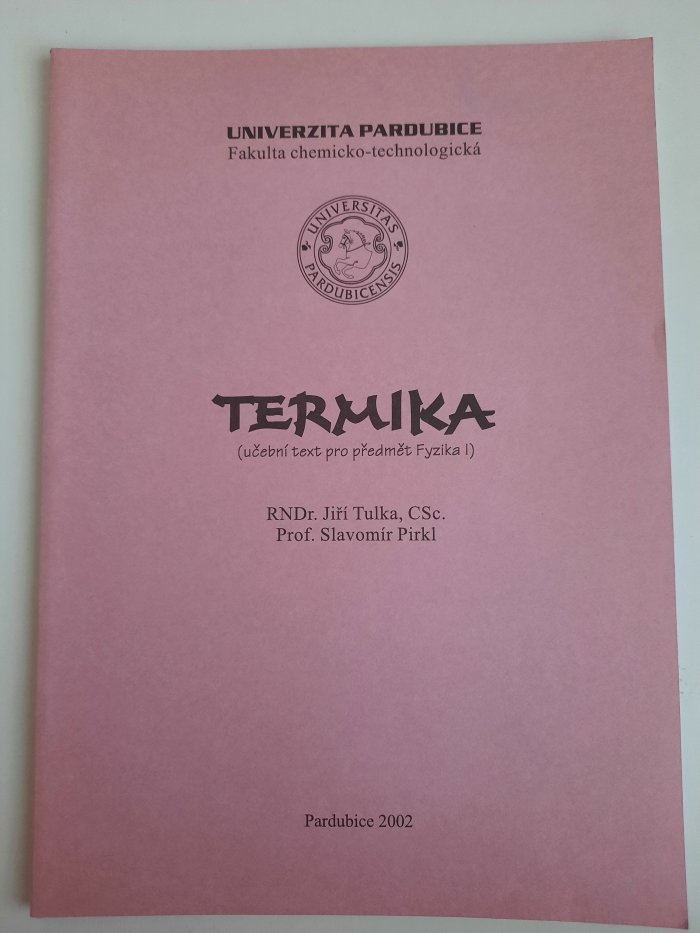 UNIVERZITA PARDUBICE
Fakulta chemicko-technologická
UNIVERSITAS
PARDUBICENSIS
TERMIKA
(učební text pro předmět Fyzika I)
RNDr. Jiří Tulka, CSc.
Prof. Slavomír Pirkl
Pardubice 2002